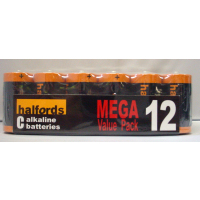 halfords
C alkaline
batteries
MEGA
Value Pack
12